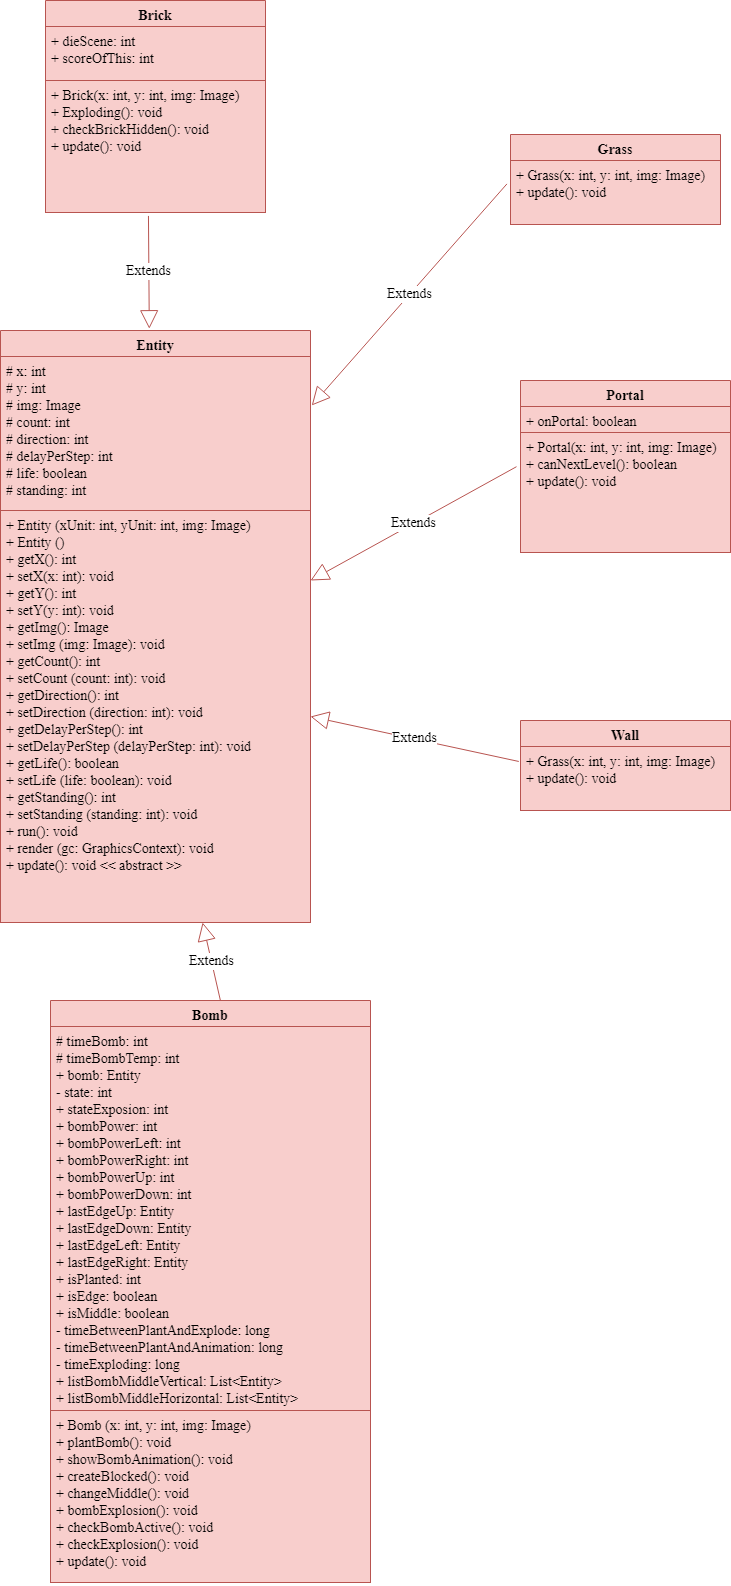 Brick
+ dieScene: int
+ scoreOfThis: int
+ Brick(x: int, y: int, img: Image)
+ Exploding(): void
+ checkBrickHidden(): void
+ update(): void
Grass
+ Grass(x: int, y: int, img: Image)
+ update(): void
Extends
Extends
Entity
# x: int
# y: int
# img: Image
# count: int
# direction: int
# delayPerStep: int
# life: boolean
# standing: int
+ Entity (xUnit: int, yUnit: int, img: Image)
+ Entity ()
+ getX(): int
+ setX(x: int): void
+ getY(): int
+ setY(y: int): void
+ getImg(): Image
+ setImg (img: Image): void
+ getCount(): int
+ setCount (count: int): void
+ getDirection(): int
+ setDirection (direction: int): void
+ getDelayPerStep(): int
+ setDelayPerStep (delayPerStep: int): void
+ getLife(): boolean
+ setLife (life: boolean): void
+ getStanding(): int
+ setStanding (standing: int): void
+ run(): void
+ render (gc: GraphicsContext): void
+ update(): void << abstract >>
Portal
+ onPortal: boolean
+ Portal(x: int, y: int, img: Image)
+ canNextLevel(): boolean
+ update(): void
Extends
Wall
+ Grass(x: int, y: int, img: Image)
+ update(): void
Extends
Extends
Bomb
# timeBomb: int
# timeBombTemp: int
+ bomb: Entity
- state: int
+ stateExposion: int
+ bombPower: int
+ bombPowerLeft: int
+ bombPowerRight: int
+ bombPowerUp: int
+ bombPowerDown: int
+ lastEdgeUp: Entity
+ lastEdgeDown: Entity
+ lastEdgeLeft: Entity
+ lastEdgeRight: Entity
+ isPlanted: int
+ isEdge: boolean
+ isMiddle: boolean
- timeBetweenPlantAndExplode: long
- timeBetweenPlantAndAnimation: long
- timeExploding: long
+ listBombMiddleVertical: List<Entity>
+ listBombMiddleHorizontal: List<Entity>
+ Bomb (x: int, y: int, img: Image)
+ plantBomb(): void
+ showBombAnimation(): void
+ createBlocked(): void
+ changeMiddle(): void
+ bombExplosion(): void
+ checkBombActive(): void
+ checkExplosion(): void
+ update(): void